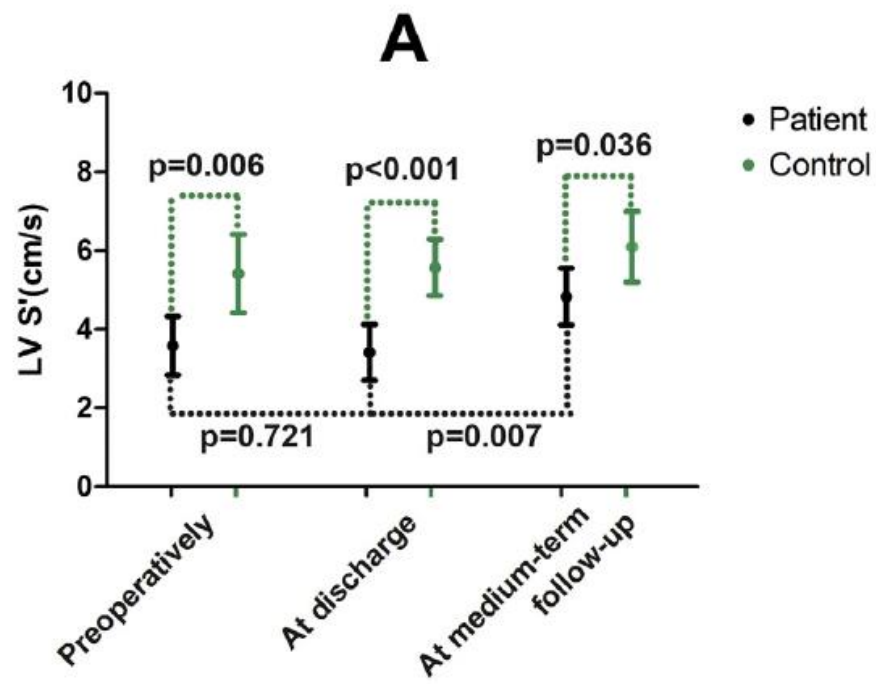 A
10
8
6
4
2
0
LV S'(cm/s)
p=0.006
p<0.001
p=0.036
p=0.721
p=0.007
Patient
Control
Preoperatively
At discharge
At medium-term
follow-up